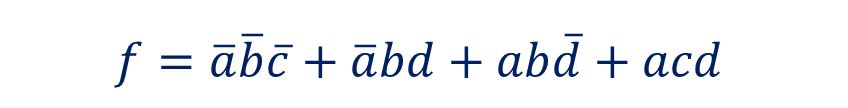 f = a̅b̅c̅ + a̅bd + abd̅ + acd